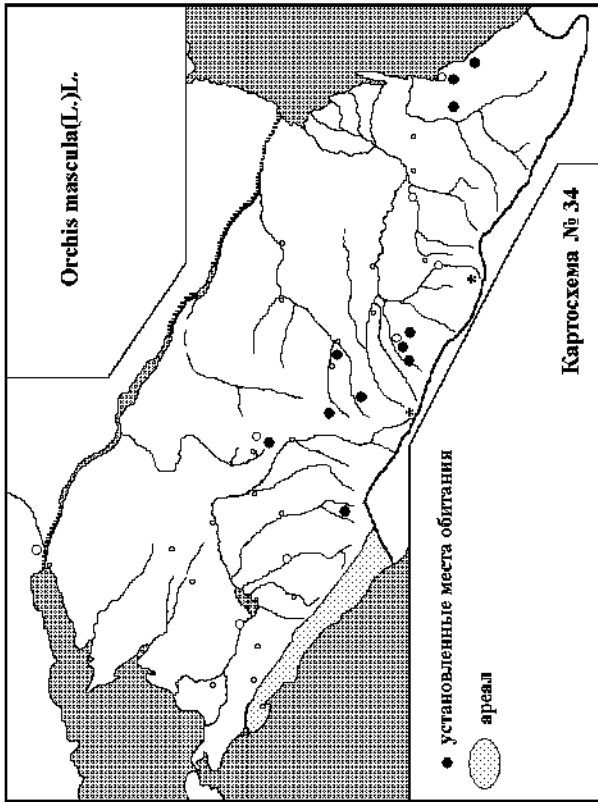 Orchis mascula(L.)L.
Картосхема № 34
установленные места обитания
ареал